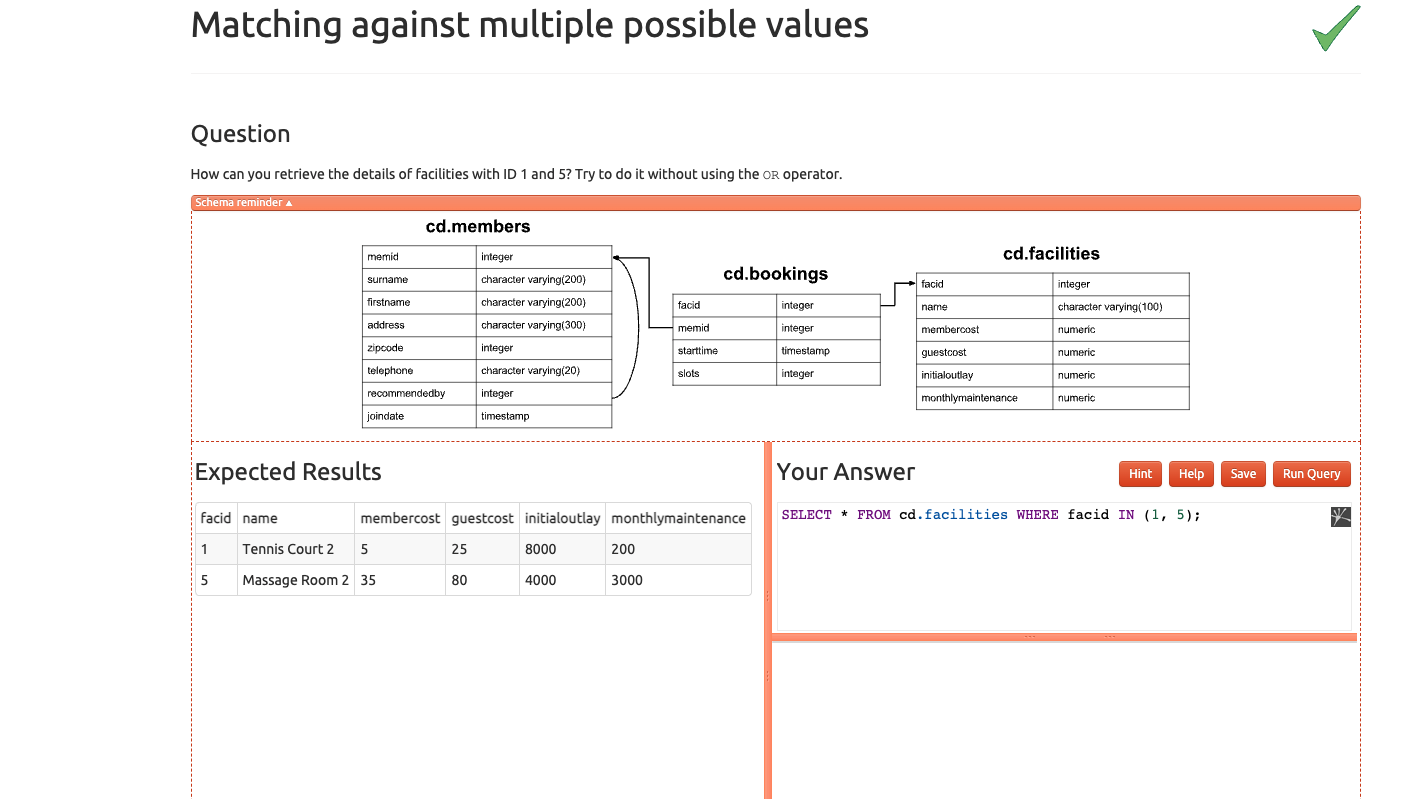 Matching against multiple possible values
Question
How can you retrieve the details of facilities with ID 1 and 5? Try to do it without using the OR operator.
Schema reminder ▲
cd.members
memid integer
surname character varying(200)
firstname character varying(200)
address character varying(300)
zipcode integer
telephone character varying(20)
recommendedby integer
joindate timestamp
cd.bookings
facid integer
memid integer
starttime timestamp
slots integer
cd.facilities
facid integer
name character varying(100)
membercost numeric
guestcost numeric
initialoutlay numeric
monthlymaintenance numeric
Expected Results
facid name membercost guestcost initialoutlay monthlymaintenance
1 Tennis Court 2 5 25 8000 200
5 Massage Room 2 35 80 4000 3000
Your Answer
Hint Help Save Run Query
SELECT * FROM cd.facilities WHERE facid IN (1, 5);